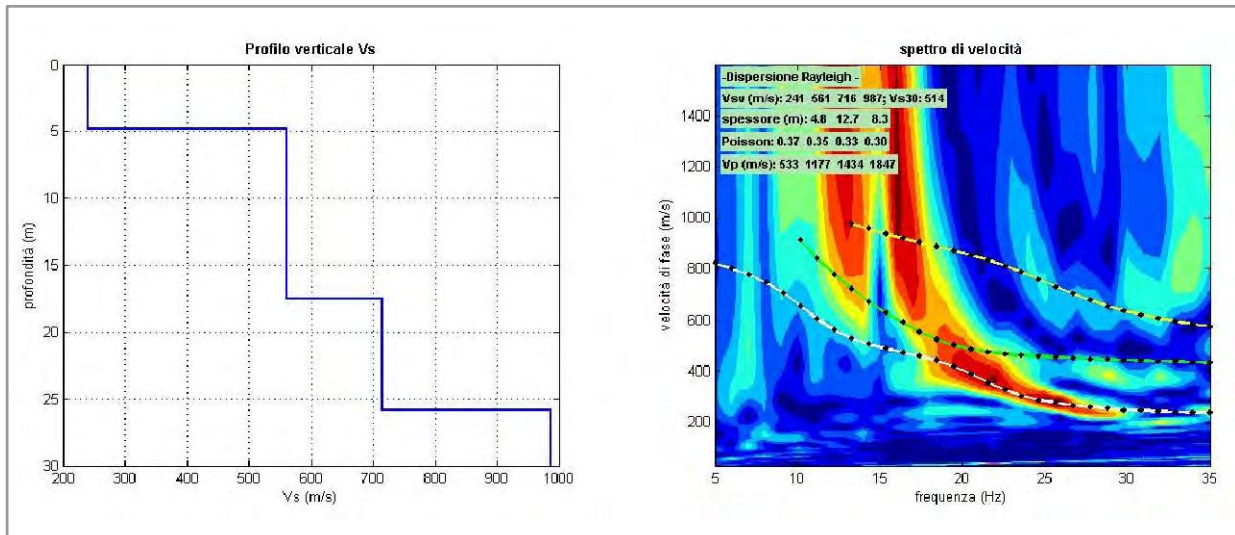 Profilo verticale Vs
0
5
10
15
20
25
30
profondità (m)
200 300 400 500 600 700 800 900 1000
Vs (m/s)
spettro di velocità
-Dispersione Rayleigh -
Vsv (m/s): 241 561 716 987; Vs30: 514
spessore (m): 4.8 12.7 8.3
Poisson: 0.37 0.35 0.33 0.30
Vp (m/s): 533 1177 1434 1847
1400
1200
1000
800
600
400
200
velocità di fase (m/s)
5 10 15 20 25 30 35
frequenza (Hz)